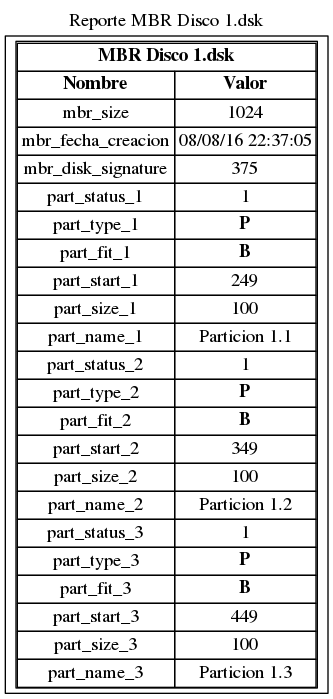 Reporte MBR Disco 1.dsk
MBR Disco 1.dsk
Nombre Valor
mbr_size 1024
mbr_fecha_creacion 08/08/16 22:37:05
mbr_disk_signature 375
part_status_1 1
part_type_1 P
part_fit_1 B
part_start_1 249
part_size_1 100
part_name_1 Particion 1.1
part_status_2 1
part_type_2 P
part_fit_2 B
part_start_2 349
part_size_2 100
part_name_2 Particion 1.2
part_status_3 1
part_type_3 P
part_fit_3 B
part_start_3 449
part_size_3 100
part_name_3 Particion 1.3